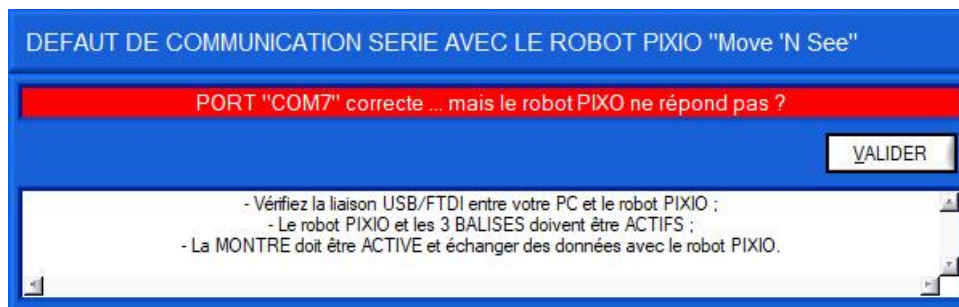 DEFAUT DE COMMUNICATION SERIE AVEC LE ROBOT PIXIO "Move 'N See"
PORT "COM7" correcte ... mais le robot PIXO ne répond pas ?
VALIDER
- Vérifiez la liaison USB/FTDI entre votre PC et le robot PIXIO ;
- Le robot PIXIO et les 3 BALISES doivent être ACTIFS ;
- La MONTRE doit être ACTIVE et échanger des données avec le robot PIXIO.